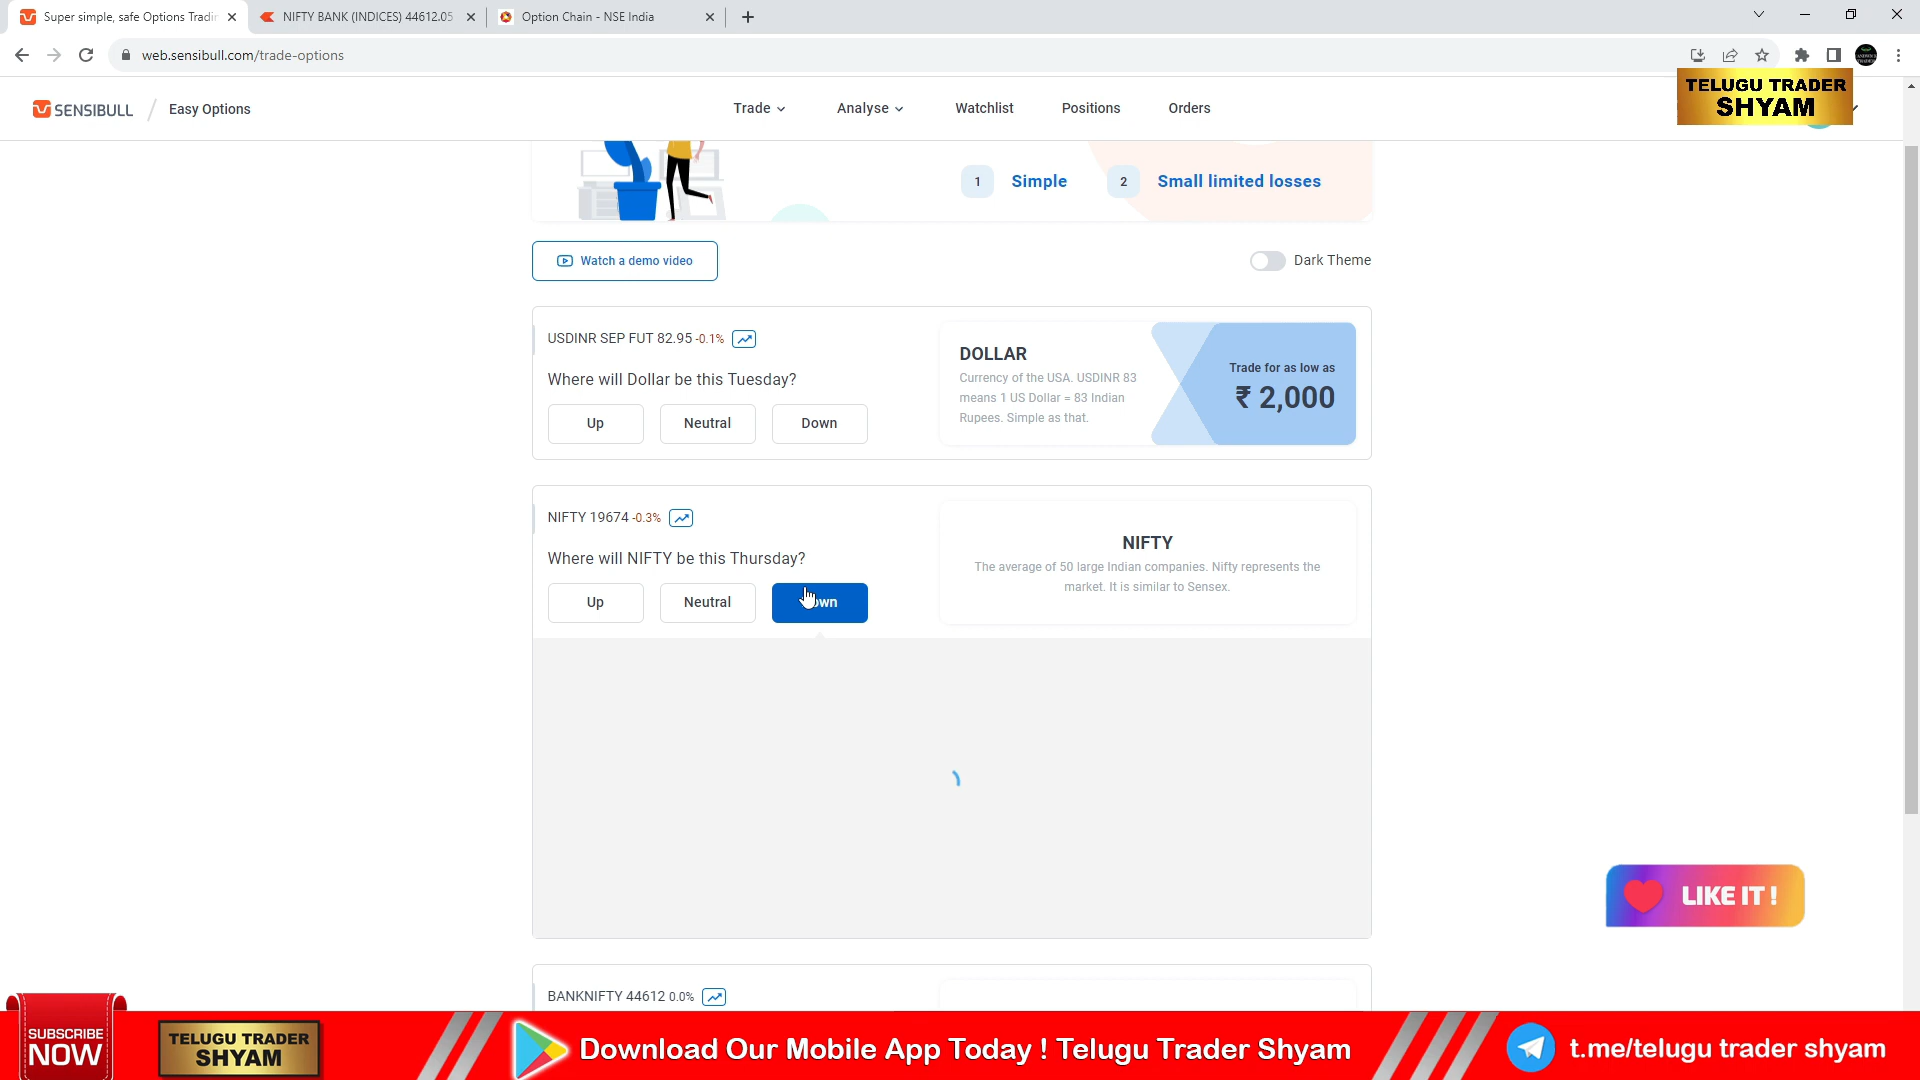 Super simple, safe Options Tradin
NIFTY BANK (INDICES) 44612.05
Option Chain - NSE India
web.sensibull.com/trade-options
SENSIBULL / Easy Options
Trade
Analyse
Watchlist
Positions
Orders
TELUGU TRADER
SHYAM
1 Simple
2 Small limited losses
Watch a demo video
Dark Theme
USDINR SEP FUT 82.95 -0.1%
Where will Dollar be this Tuesday?
Up
Neutral
Down
DOLLAR
Currency of the USA. USDINR 83
means 1 US Dollar = 83 Indian
Rupees. Simple as that.
Trade for as low as
₹ 2,000
NIFTY 19674 -0.3%
Where will NIFTY be this Thursday?
Up
Neutral
NIFTY
The average of 50 large Indian companies. Nifty represents the
market. It is similar to Sensex.
LIKE IT !
BANKNIFTY 44612 0.0%
SUBSCRIBE
NOW
TELUGU TRADER
SHYAM
Download Our Mobile App Today ! Telugu Trader Shyam
t.me/telugu trader shyam